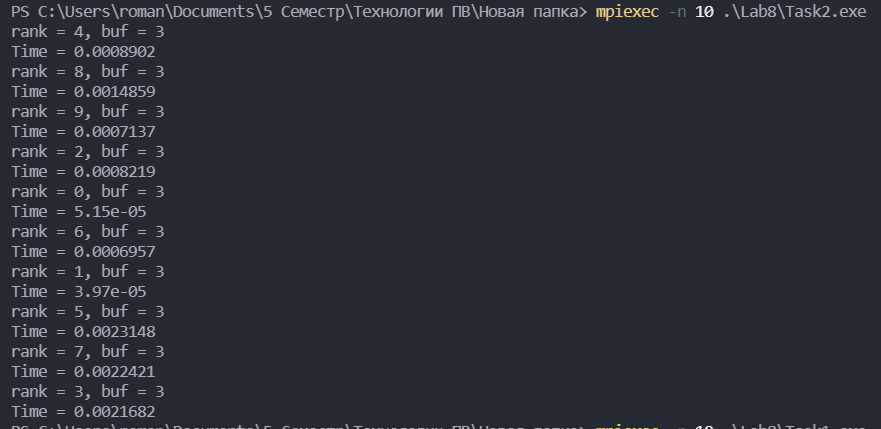 PS C:\Users\roman\Documents\5 Семестр\Технологии ПВ\Новая папка> mpiexec -n 10 .\Lab8\Task2.exe
rank = 4, buf = 3
Time = 0.0008902
rank = 8, buf = 3
Time = 0.0014859
rank = 9, buf = 3
Time = 0.0007137
rank = 2, buf = 3
Time = 0.0008219
rank = 0, buf = 3
Time = 5.15e-05
rank = 6, buf = 3
Time = 0.0006957
rank = 1, buf = 3
Time = 3.97e-05
rank = 5, buf = 3
Time = 0.0023148
rank = 7, buf = 3
Time = 0.0022421
rank = 3, buf = 3
Time = 0.0021682
PS C:\Users\roman\Documents\5 Семестр\Технологии ПВ\Новая папка> mpiexec -n 10 .\Lab8\Task1.exe